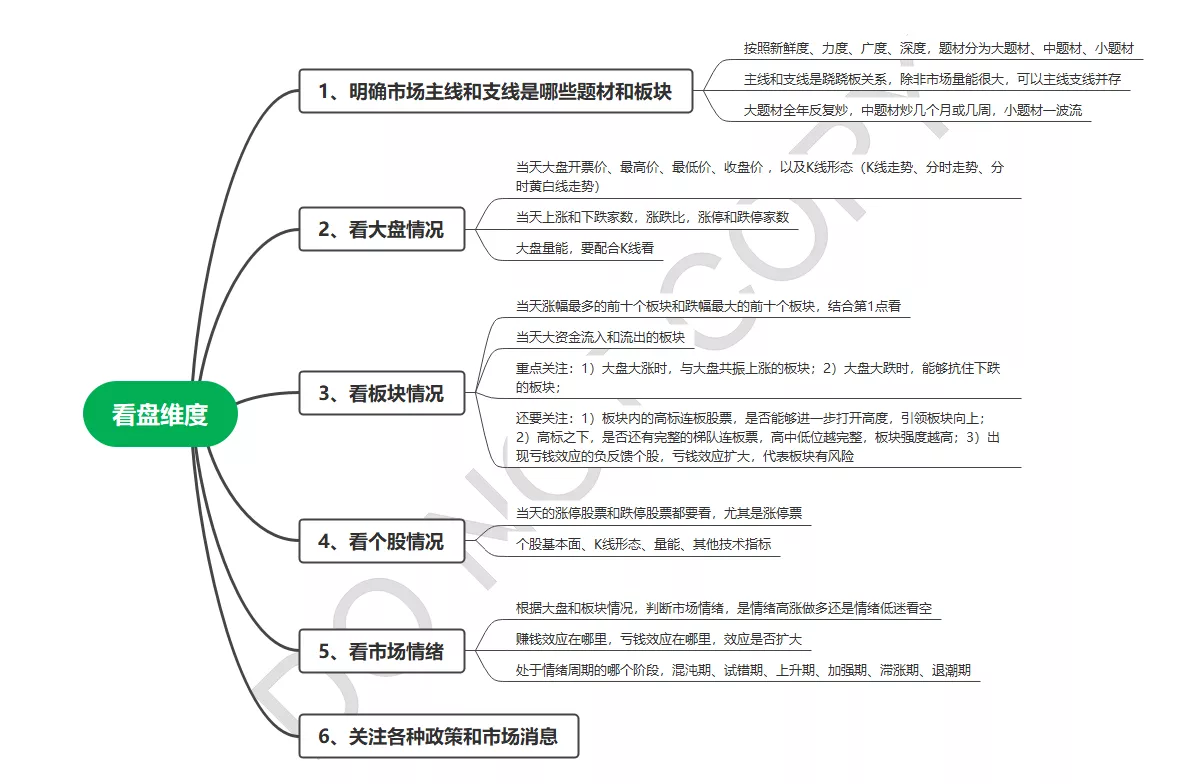 看盘维度
1、明确市场主线和支线是哪些题材和板块
按照新鲜度、力度、广度、深度，题材分为大题材、中题材、小题材
主线和支线是跷跷板关系，除非市场量能很大，可以主线支线并存
大题材全年反复炒，中题材炒几个月或几周，小题材一波流
2、看大盘情况
当天大盘开票价、最高价、最低价、收盘价 ，以及K线形态（K线走势、分时走势、分
时黄白线走势）
当天上涨和下跌家数，涨跌比，涨停和跌停家数
大盘量能，要配合K线看
3、看板块情况
当天涨幅最多的前十个板块和跌幅最大的前十个板块，结合第1点看
当天大资金流入和流出的板块
重点关注：1）大盘大涨时，与大盘共振上涨的板块；2）大盘大跌时，能够抗住下跌
的板块；
还要关注：1）板块内的高标连板股票，是否能够进一步打开高度，引领板块向上；
2）高标之下，是否还有完整的梯队连板票，高中低位越完整，板块强度越高；3）出
现亏钱效应的负反馈个股，亏钱效应扩大，代表板块有风险
4、看个股情况
当天的涨停股票和跌停股票都要看，尤其是涨停票
个股基本面、K线形态、量能、其他技术指标
5、看市场情绪
根据大盘和板块情况，判断市场情绪，是情绪高涨做多还是情绪低迷看空
赚钱效应在哪里，亏钱效应在哪里，效应是否扩大
处于情绪周期的哪个阶段，混沌期、试错期、上升期、加强期、滞涨期、退潮期
6、关注各种政策和市场消息
DO NOT COPY